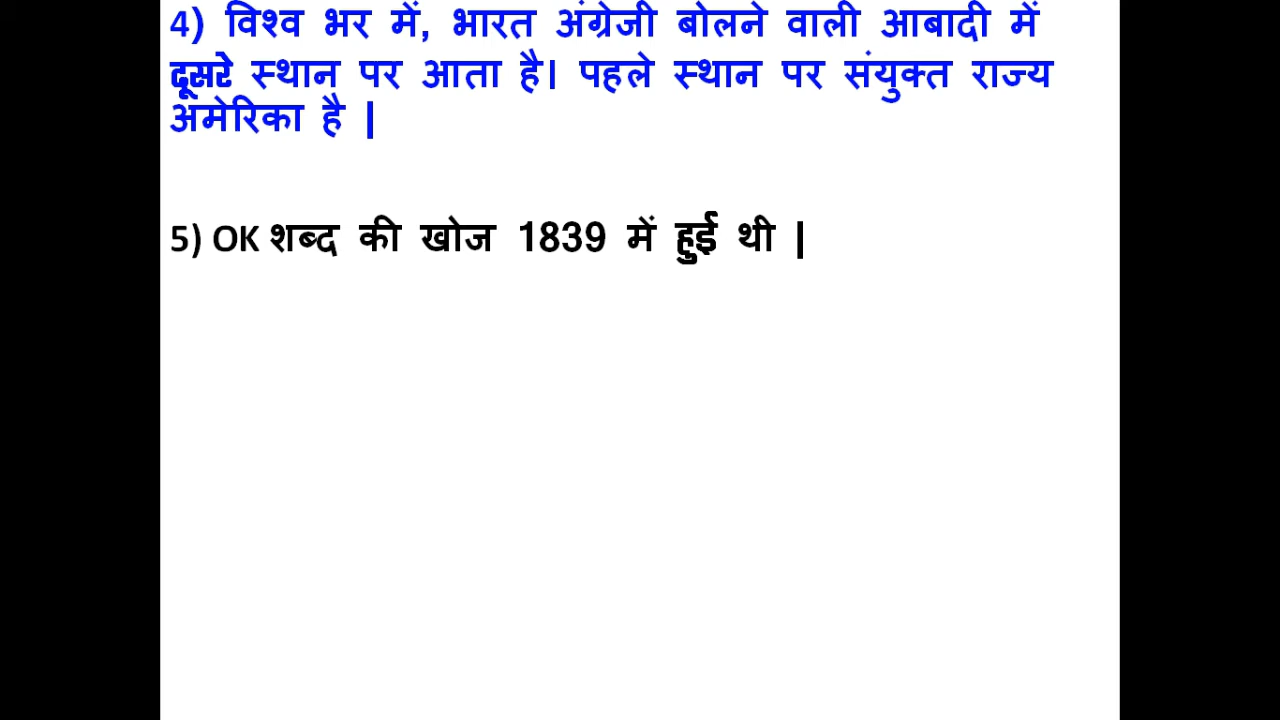 4) विश्व भर में, भारत अंग्रेजी बोलने वाली आबादी में
दूसरे स्थान पर आता है। पहले स्थान पर संयुक्त राज्य
अमेरिका है |
5) OK शब्द की खोज 1839 में हुई थी |